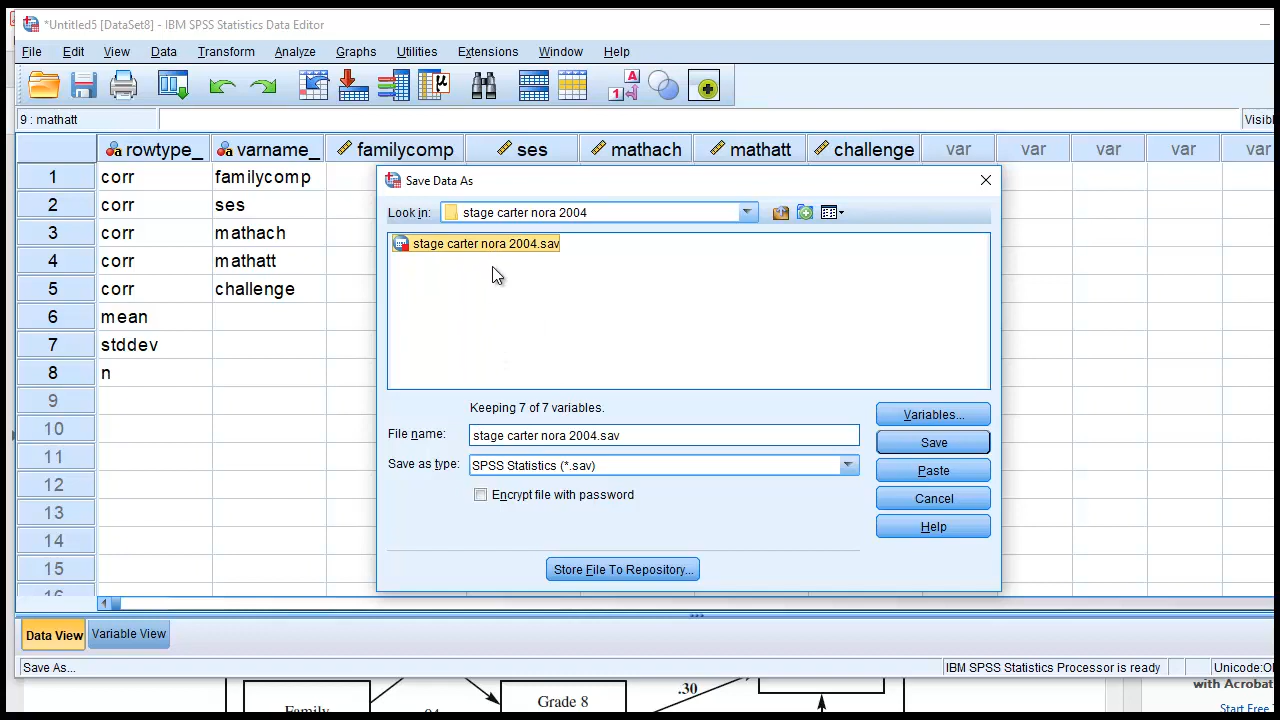 *Untitled5 [DataSet8] - IBM SPSS Statistics Data Editor
File Edit View Data Transform Analyze Graphs Utilities Extensions Window Help
A
1
μ
9 : mathatt
Visibl
rowtype_ varname_ familycomp ses mathach mathatt challenge var var var var
1 corr familycomp
2 corr ses
3 corr mathach
4 corr mathatt
5 corr challenge
6 mean
7 stddev
8 n
9
10
11
12
13
14
15
16
Save Data As
Look in: stage carter nora 2004
stage carter nora 2004.sav
Keeping 7 of 7 variables.
File name: stage carter nora 2004.sav
Save as type: SPSS Statistics (*.sav)
Encrypt file with password
Variables...
Save
Paste
Cancel
Help
Store File To Repository...
Data View Variable View
Save As... IBM SPSS Statistics Processor is ready Unicode:O
with Acrobat
Family
Grade 8
.30
Start Free